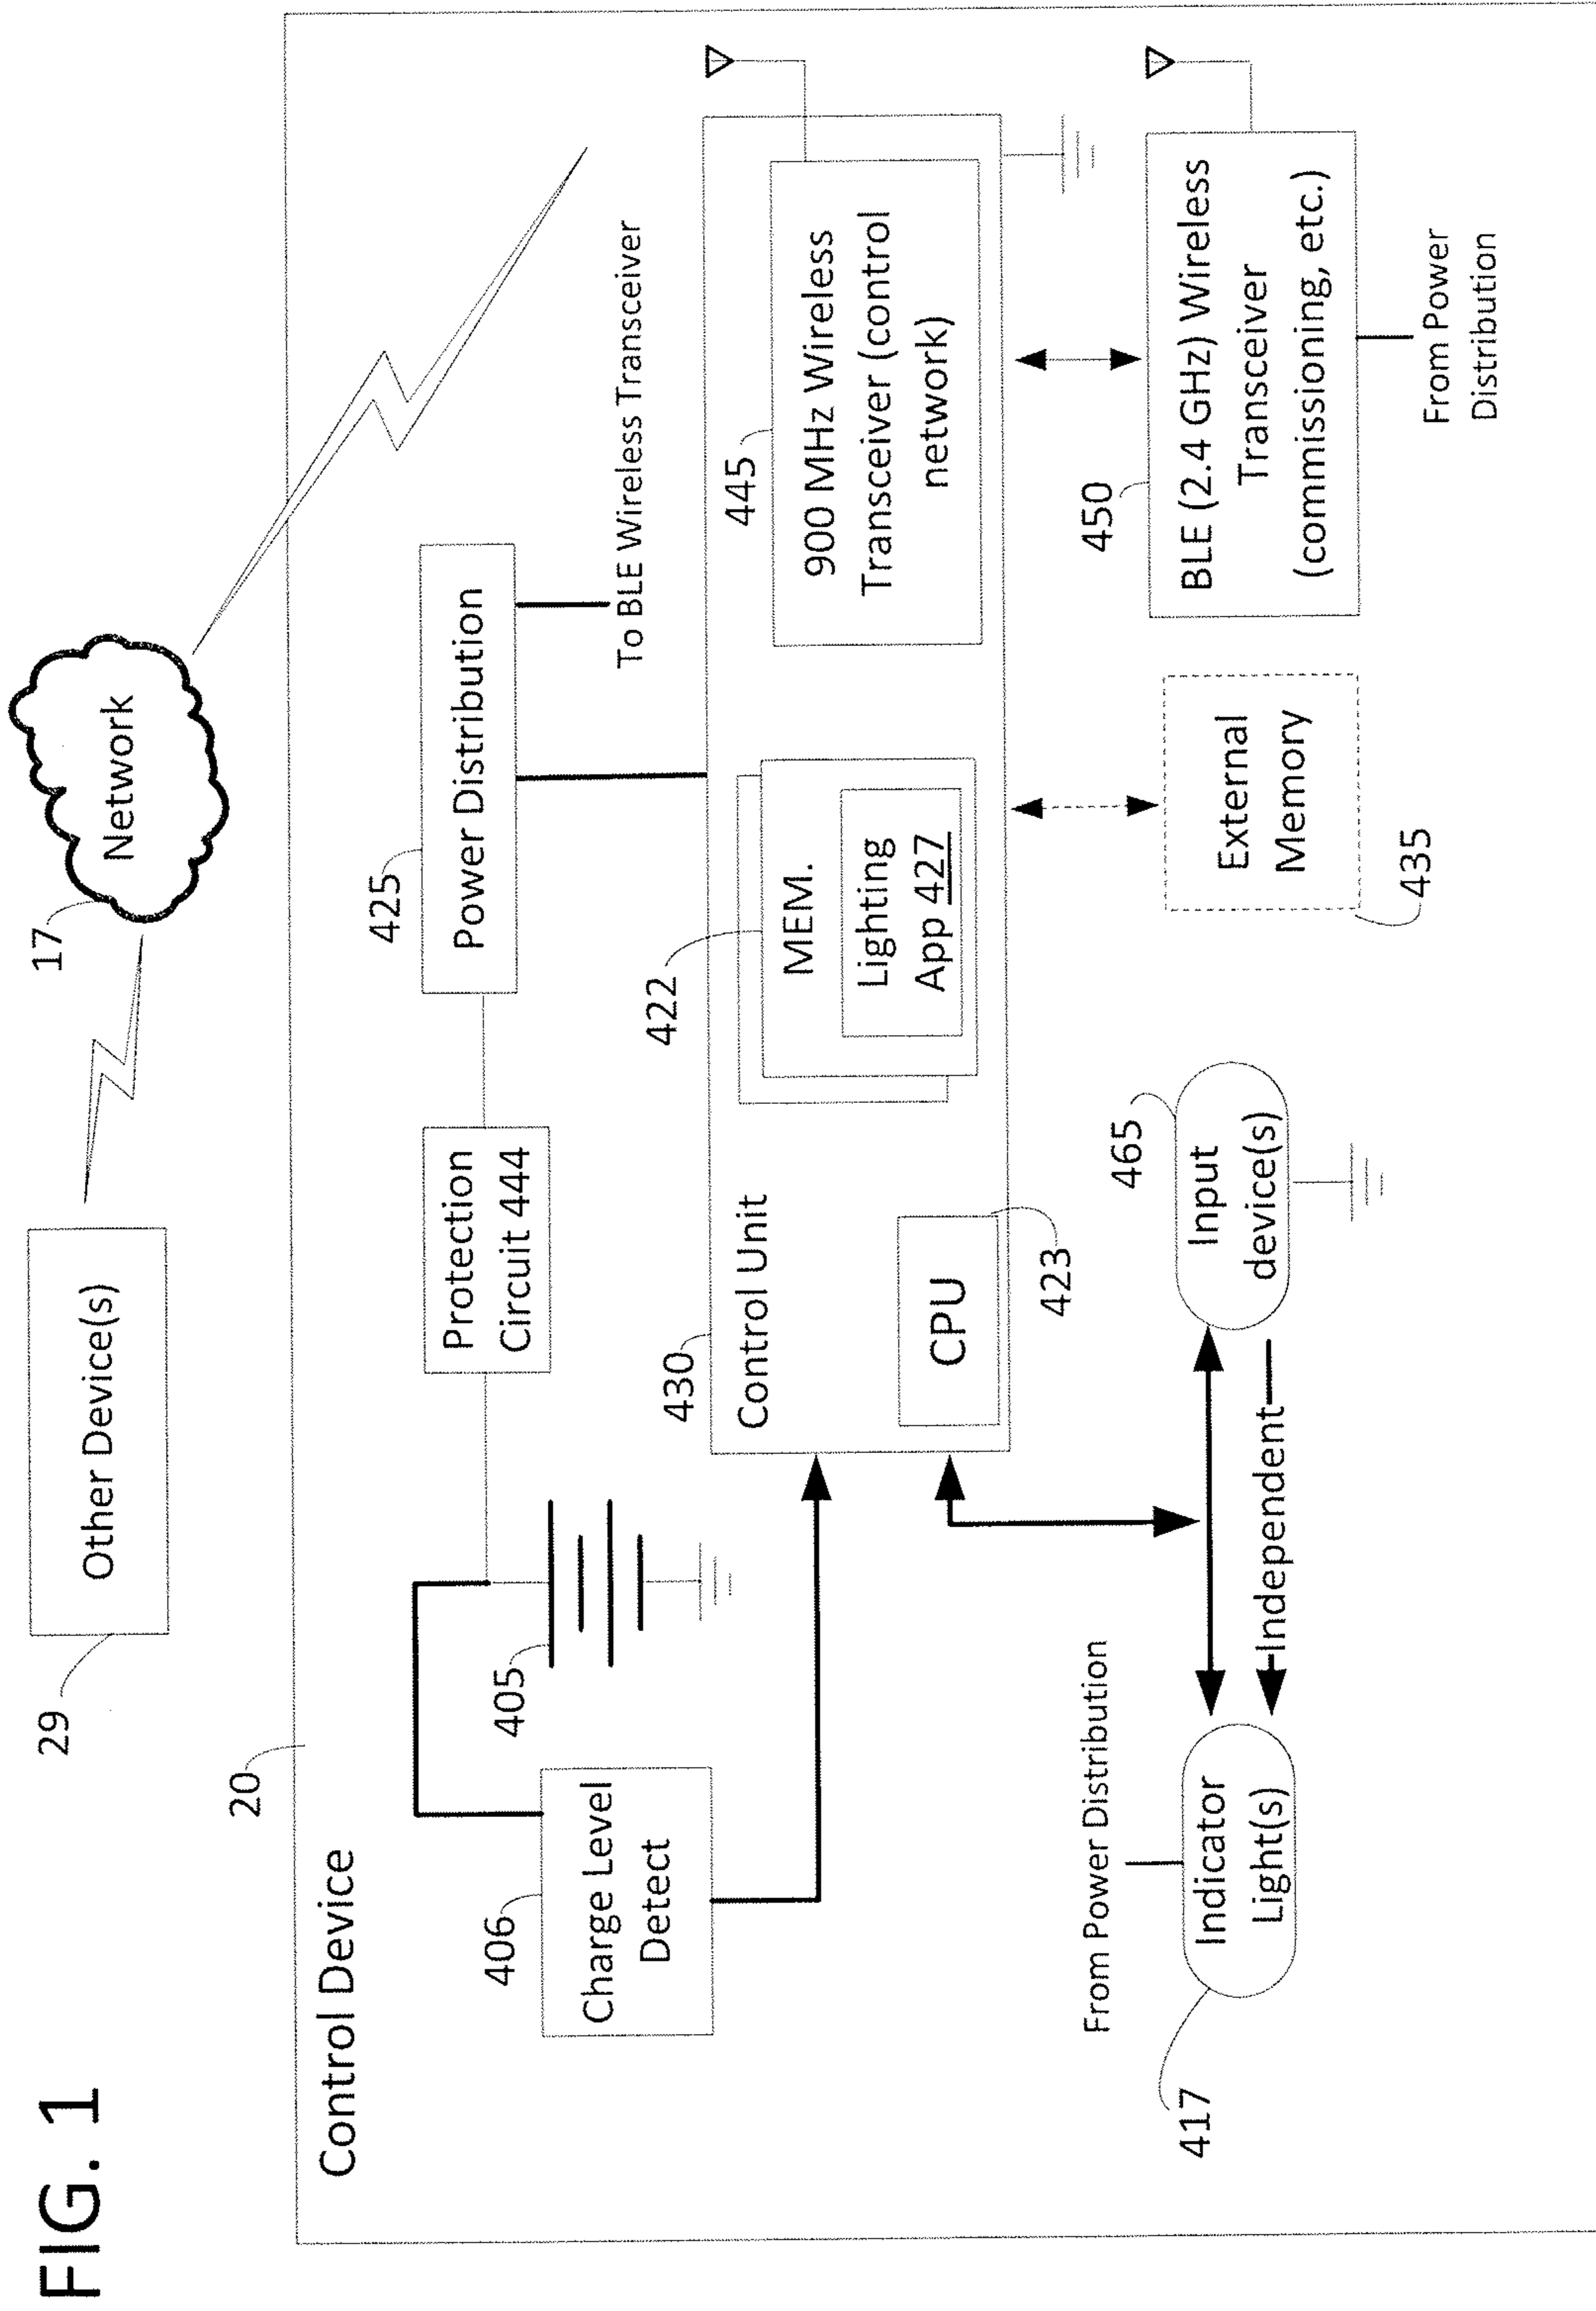 FIG. 1
29
Other Device(s)
17
Network
20
Control Device
406
Charge Level
Detect
405
Protection
Circuit 444
425
Power Distribution
To BLE Wireless Transceiver
430
Control Unit
CPU
423
422
MEM.
Lighting
App 427
445
900 MHz Wireless
Transceiver (control
network)
From Power Distribution
417
Indicator
Light(s)
Independent
465
Input
device(s)
External
Memory
435
450
BLE (2.4 GHz) Wireless
Transceiver
(commissioning, etc.)
From Power
Distribution